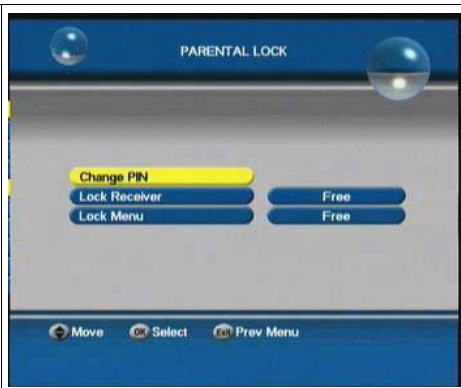 PARENTAL LOCK
Change PIN
Lock Receiver Free
Lock Menu Free
Move OK Select Exit Prev Menu